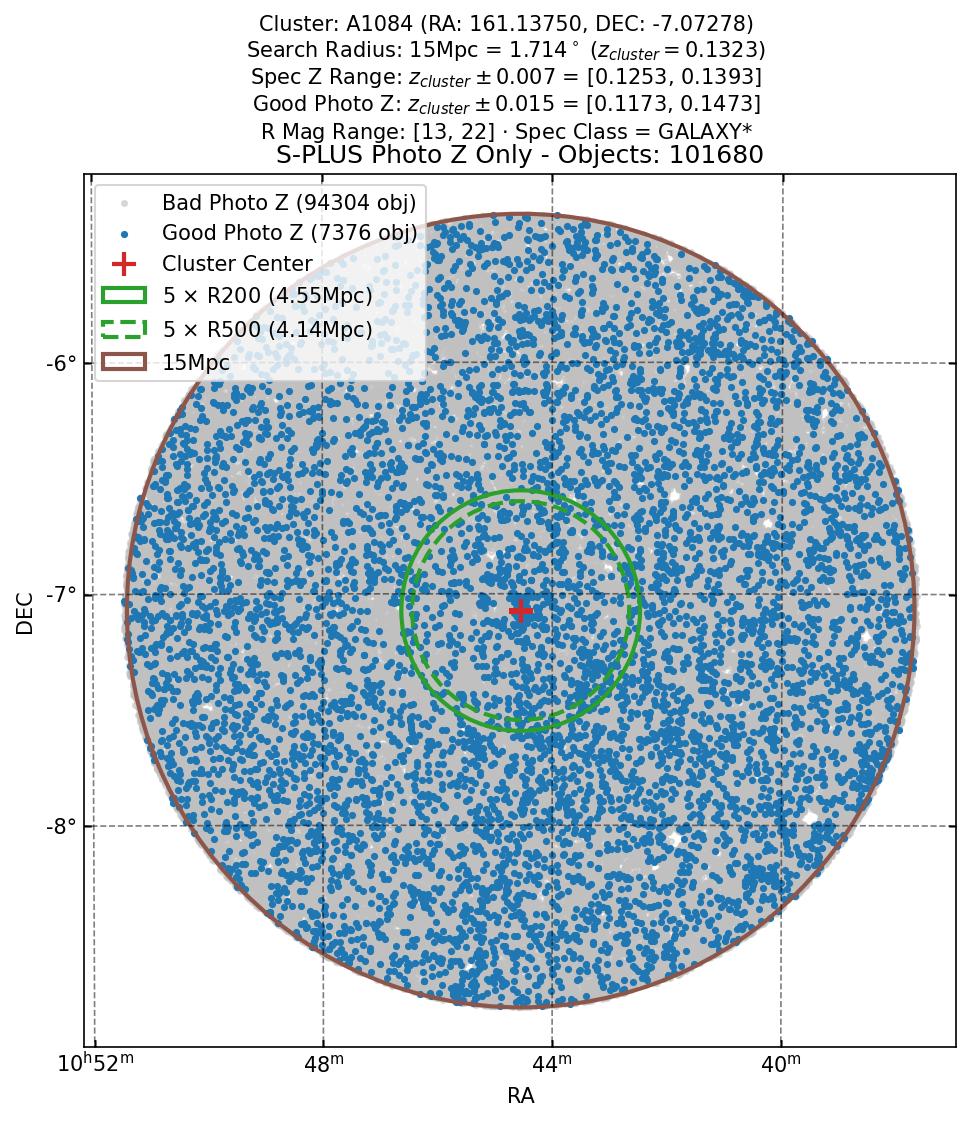 Cluster: A1084 (RA: 161.13750, DEC: -7.07278)
Search Radius: 15Mpc = 1.714° (z_cluster = 0.1323)
Spec Z Range: z_cluster ± 0.007 = [0.1253, 0.1393]
Good Photo Z: z_cluster ± 0.015 = [0.1173, 0.1473]
R Mag Range: [13, 22] · Spec Class = GALAXY*
S-PLUS Photo Z Only - Objects: 101680
Bad Photo Z (94304 obj)
Good Photo Z (7376 obj)
Cluster Center
5 × R200 (4.55Mpc)
5 × R500 (4.14Mpc)
15Mpc
-6°
-7°
-8°
DEC
10h52m 48m 44m 40m
RA